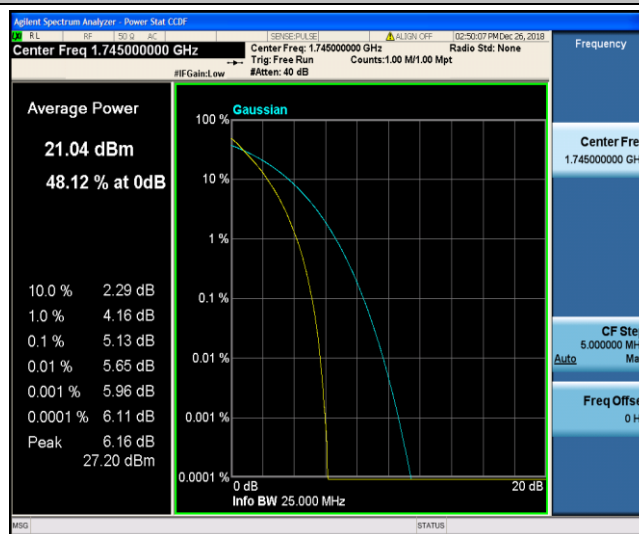 Agilent Spectrum Analyzer - Power Stat CCDF
RL RF 50 Ω AC SENSE:PULSE ALIGN OFF 02:50:07 PM Dec 26, 2018
Center Freq 1.745000000 GHz
Center Freq: 1.745000000 GHz Radio Std: None
Trig: Free Run Counts:1.00 M/1.00 Mpt
#IFGain:Low #Atten: 40 dB
Frequency
Average Power
21.04 dBm
48.12 % at 0dB
10.0 % 2.29 dB
1.0 % 4.16 dB
0.1 % 5.13 dB
0.01 % 5.65 dB
0.001 % 5.96 dB
0.0001 % 6.11 dB
Peak 6.16 dB
27.20 dBm
Gaussian
100 %
10 %
1 %
0.1 %
0.01 %
0.001 %
0.0001 %
0 dB 20 dB
Info BW 25.000 MHz
Center Fre
1.745000000 GH
CF Ste
5.000000 MH
Auto Ma
Freq Offse
0 H
MSG STATUS